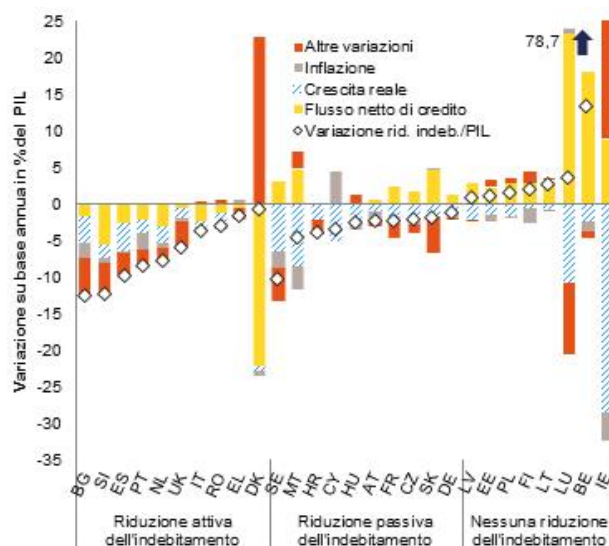 25
20
15
10
5
0
-5
-10
-15
-20
-25
-30
-35
Variazione su base annua in % del PIL
Altre variazioni
Inflazione
Crescita reale
Flusso netto di credito
Variazione rid. indeb./PIL
78,7
BG
SI
ES
PT
NL
UK
IT
RO
EL
DK
SE
MT
HR
CY
HU
AT
FR
CZ
SK
DE
LV
EE
PL
FI
LT
LU
BE
IE
Riduzione attiva
dell'indebitamento
Riduzione passiva
dell'indebitamento
Nessuna riduzione
dell'indebitamento